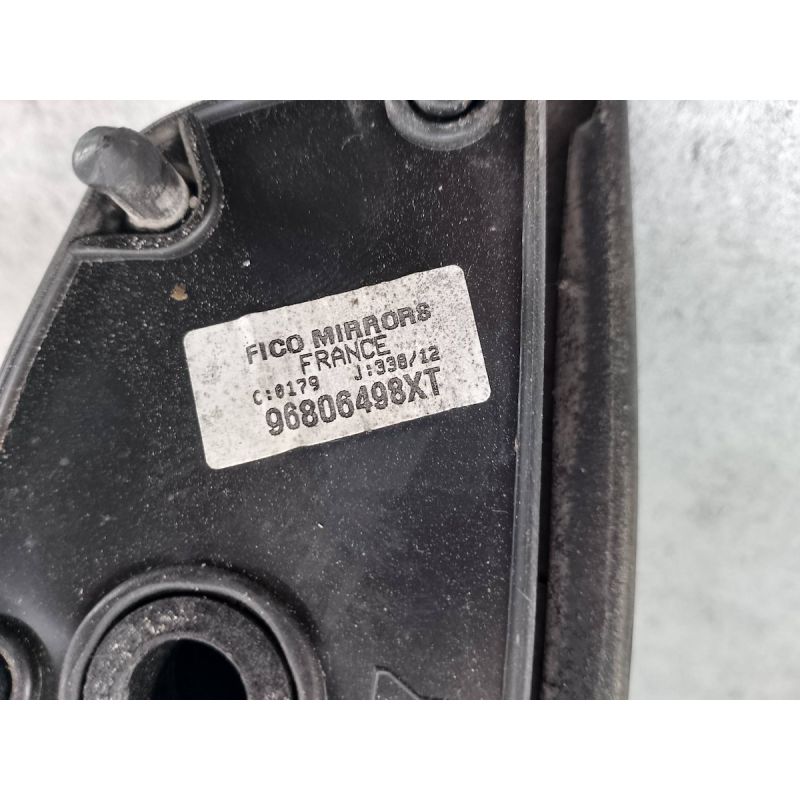 FICO MIRRORS
FRANCE
C:0179 J:338/12
96806498XT